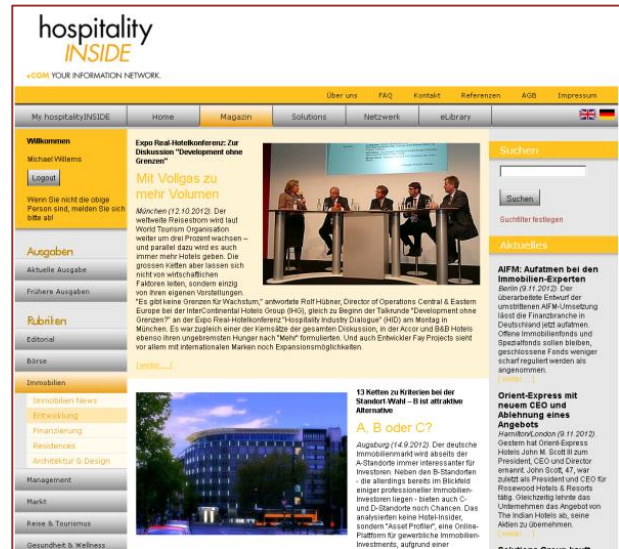 hospitality
INSIDE
.COM YOUR INFORMATION NETWORK.
Über uns FAQ Kontakt Referenzen AGB Impressum
My hospitalityINSIDE Home Magazin Solutions Netzwerk eLibrary
Willkommen
Michael Willems
Logout
Wenn Sie nicht die obige
Person sind, melden Sie sich
bitte ab!
Ausgaben
Aktuelle Ausgabe
Frühere Ausgaben
Rubriken
Editorial
Börse
Immobilien
Immobilien News
Entwicklung
Finanzierung
Residences
Architektur & Design
Management
Markt
Reise & Tourismus
Gesundheit & Wellness
Expo Real-Hotelkonferenz: Zur
Diskussion "Development ohne
Grenzen"
Mit Vollgas zu
mehr Volumen
München (12.10.2012). Der
weltweite Reisestrom wird laut
World Tourism Organisation
weiter um drei Prozent wachsen –
und parallel dazu wird es auch
immer mehr Hotels geben. Die
grossen Ketten aber lassen sich
nicht von wirtschaftlichen
Faktoren leiten, sondern einzig
von ihren eigenen Vorstellungen.
"Es gibt keine Grenzen für Wachstum," antwortete Rolf Hübner, Director of Operations Central & Eastern
Europe bei der InterContinental Hotels Group (IHG), gleich zu Beginn der Talkrunde "Development ohne
Grenzen?" an der Expo Real-Hotelkonferenz "Hospitality Industry Dialogue" (HID) am Montag in
München. Es war zugleich einer der Kernsätze der gesamten Diskussion, in der Accor und B&B Hotels
ebenso ihren ungebremsten Hunger nach "Mehr" formulierten. Und auch Entwickler Fay Projects sieht
vor allem mit internationalen Marken noch Expansionsmöglichkeiten.
[weiter ...]
13 Ketten zu Kriterien bei der
Standort-Wahl – B ist attraktive
Alternative
A, B oder C?
Augsburg (14.9.2012). Der deutsche
Immobilienmarkt wird abseits der
A-Standorte immer interessanter für
Investoren. Neben den B-Standorten
- die allerdings bereits im Blickfeld
einiger professioneller Immobilien-
Investoren liegen - bieten auch C-
und D-Standorte noch Chancen. Das
analysierten keine Hotel-Insider,
sondern "Asset Profiler", eine Online-
Plattform für gewerbliche Immobilien-
Investments, aufgrund einer
Suchen
Suchen
Suchfilter festlegen
Aktuelles
AIFM: Aufatmen bei den
Immobilien-Experten
Berlin (9.11.2012). Der
überarbeitete Entwurf der
umstrittenen AIFM-Umsetzung
lässt die Finanzbranche in
Deutschland jetzt aufatmen.
Offene Immobilienfonds und
Spezialfonds sollen bleiben,
geschlossene Fonds weniger
scharf reguliert werden als
angenommen.
[weiter ...]
Orient-Express mit
neuem CEO und
Ablehnung eines
Angebots
Hamilton/London (9.11.2012).
Gestern hat Orient-Express
Hotels John M. Scott III zum
President, CEO und Director
ernannt. John Scott, 47, war
zuletzt als President und CEO für
Rosewood Hotels & Resorts
tätig. Gleichzeitig lehnte das
Unternehmen das Angebot von
The Indian Hotels ab, seine
Aktien zu übernehmen.
[weiter ...]